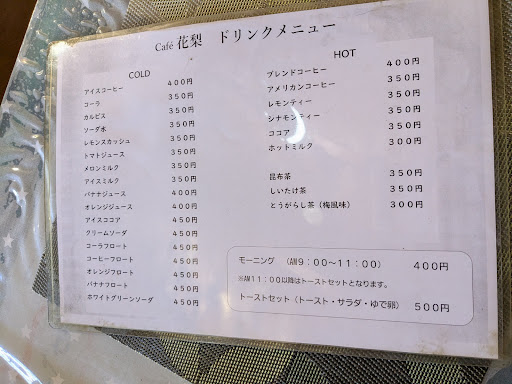 Café 花梨　ドリンクメニュー
COLD
アイスコーヒー 400円
コーラ 350円
カルピス 350円
ソーダ水 350円
レモンスカッシュ 350円
トマトジュース 350円
メロンミルク 350円
アイスミルク 350円
バナナジュース 400円
オレンジジュース 400円
アイスココア 450円
クリームソーダ 450円
コーラフロート 450円
コーヒーフロート 450円
オレンジフロート 450円
バナナフロート 450円
ホワイトグリーンソーダ 450円
HOT
ブレンドコーヒー 400円
アメリカンコーヒー 350円
レモンティー 350円
シナモンティー 350円
ココア 350円
ホットミルク 300円
昆布茶 350円
しいたけ茶 350円
とうがらし茶（梅風味） 300円
モーニング　（AM9：00～11：00） 400円
※AM11：00以降はトーストセットとなります。
トーストセット（トースト・サラダ・ゆで卵） 500円